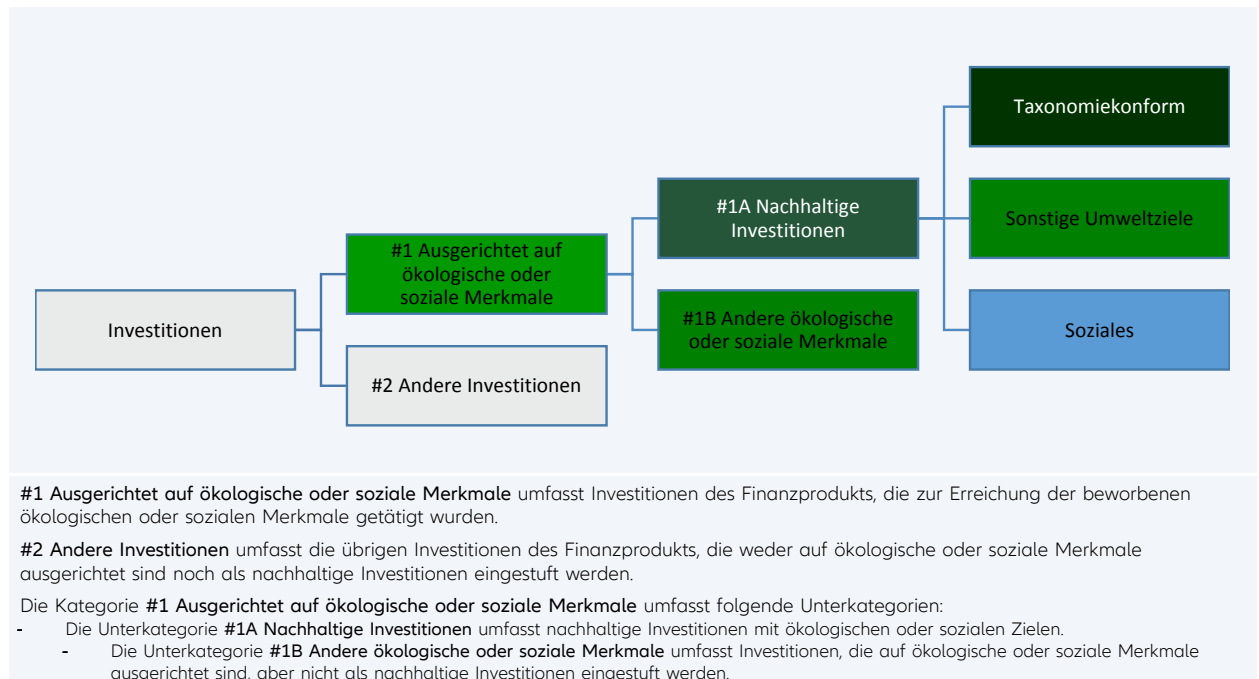 Taxonomiekonform
#1A Nachhaltige
Investitionen
Sonstige Umweltziele
#1 Ausgerichtet auf
ökologische oder
soziale Merkmale
Investitionen
#1B Andere ökologische
oder soziale Merkmale
Soziales
#2 Andere Investitionen
#1 Ausgerichtet auf ökologische oder soziale Merkmale umfasst Investitionen des Finanzprodukts, die zur Erreichung der beworbenen
ökologischen oder sozialen Merkmale getätigt wurden.
#2 Andere Investitionen umfasst die übrigen Investitionen des Finanzprodukts, die weder auf ökologische oder soziale Merkmale
ausgerichtet sind noch als nachhaltige Investitionen eingestuft werden.
Die Kategorie #1 Ausgerichtet auf ökologische oder soziale Merkmale umfasst folgende Unterkategorien:
- Die Unterkategorie #1A Nachhaltige Investitionen umfasst nachhaltige Investitionen mit ökologischen oder sozialen Zielen.
- Die Unterkategorie #1B Andere ökologische oder soziale Merkmale umfasst Investitionen, die auf ökologische oder soziale Merkmale
ausgerichtet sind, aber nicht als nachhaltige Investitionen eingestuft werden.